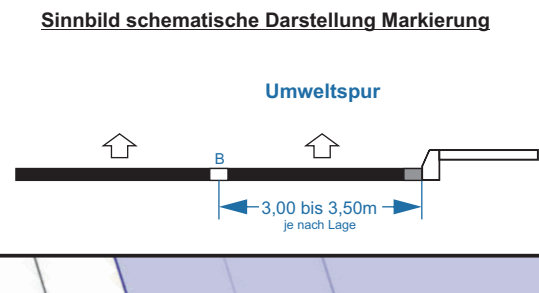 Sinnbild schematische Darstellung Markierung
Umweltspur
B
3,00 bis 3,50m
je nach Lage